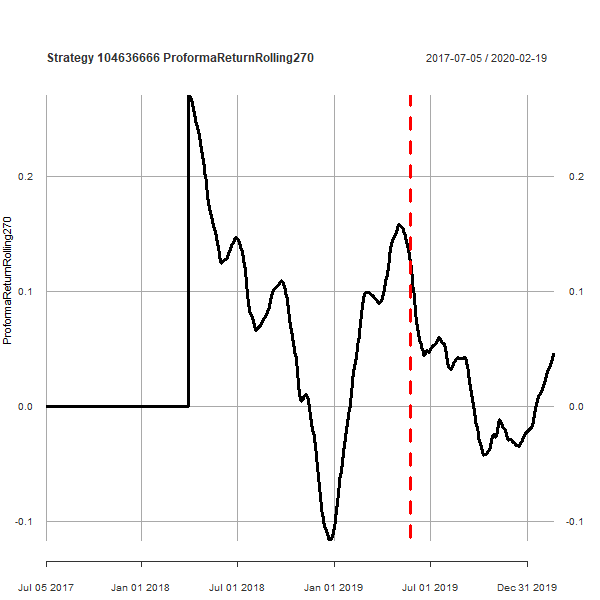 Strategy 104636666 ProformaReturnRolling270
2017-07-05 / 2020-02-19
ProformaReturnRolling270
0.2
0.2
0.1
0.1
0.0
0.0
-0.1
-0.1
Jul 05 2017
Jan 01 2018
Jul 01 2018
Jan 01 2019
Jul 01 2019
Dec 31 2019